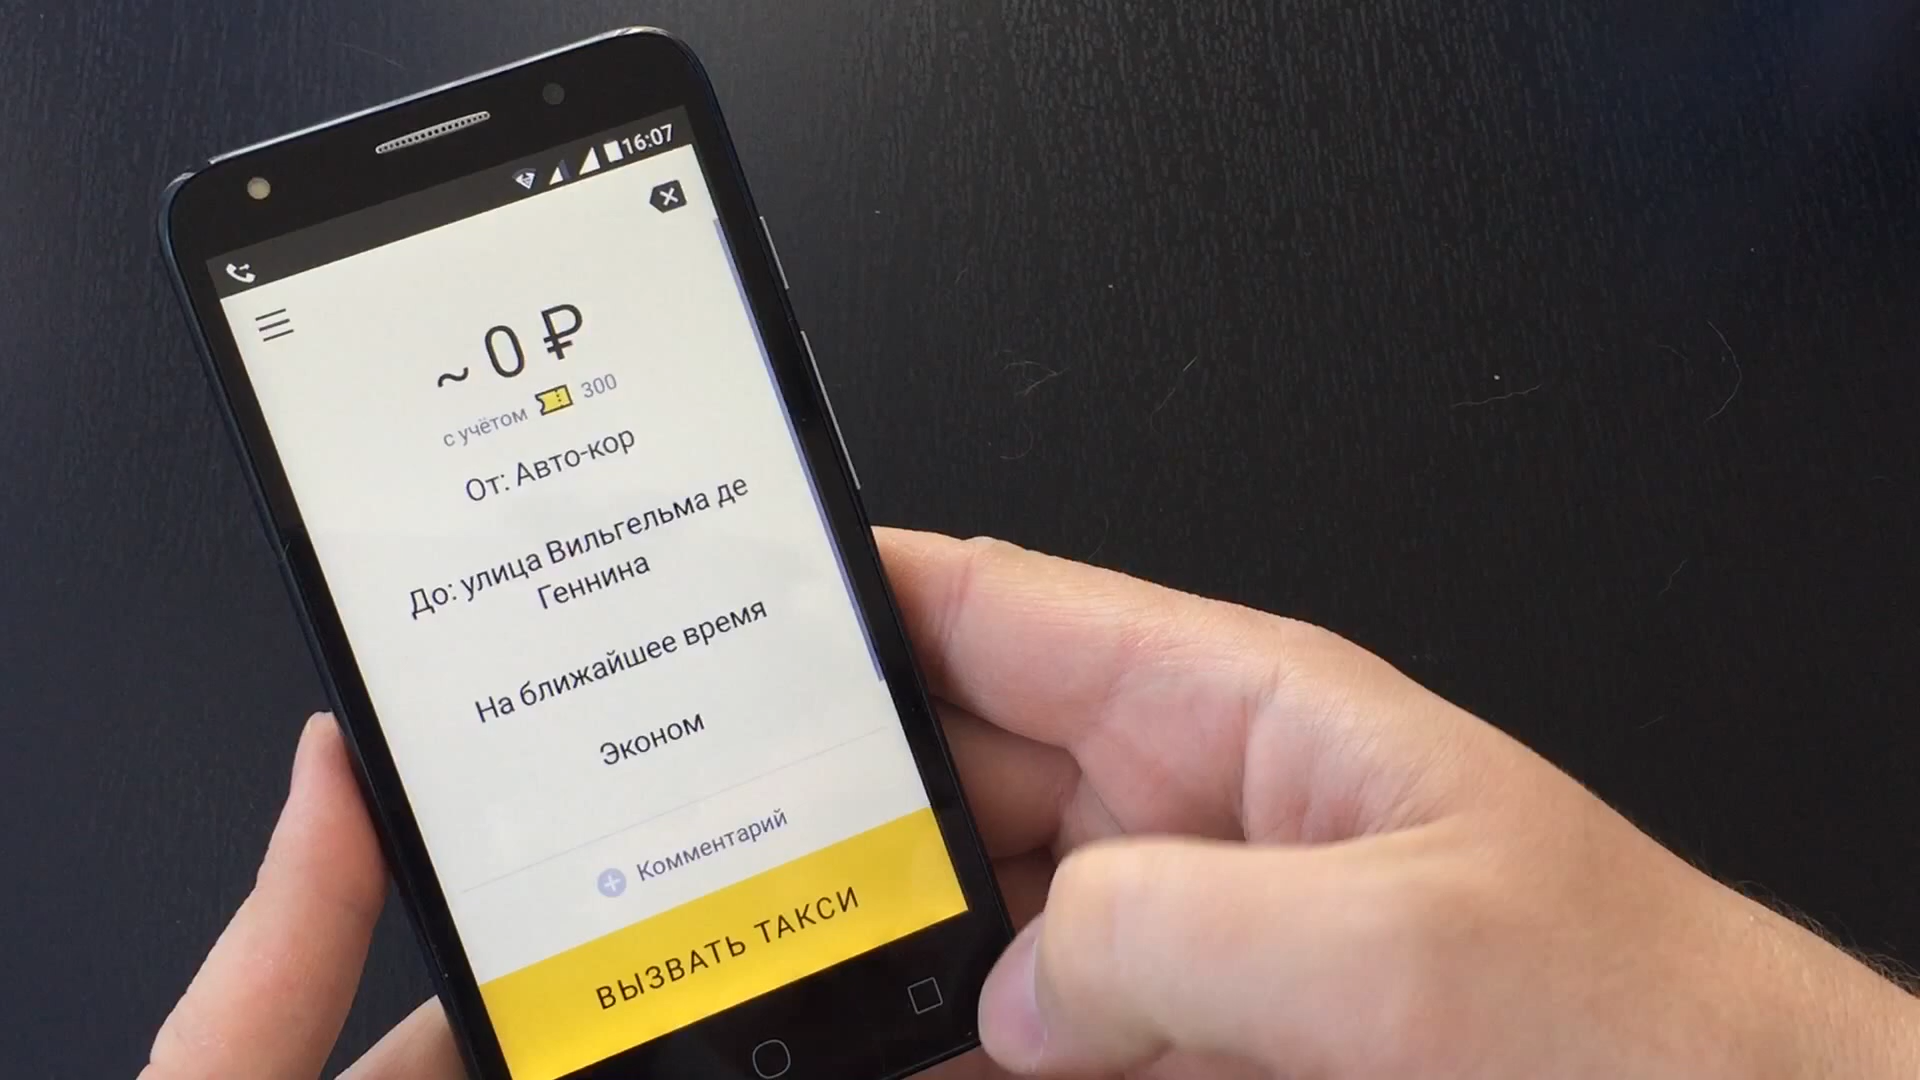 16:07
~ 0 ₽
с учётом 300
От: Авто-кор
До: улица Вильгельма де
Геннина
На ближайшее время
Эконом
Комментарий
ВЫЗВАТЬ ТАКСИ